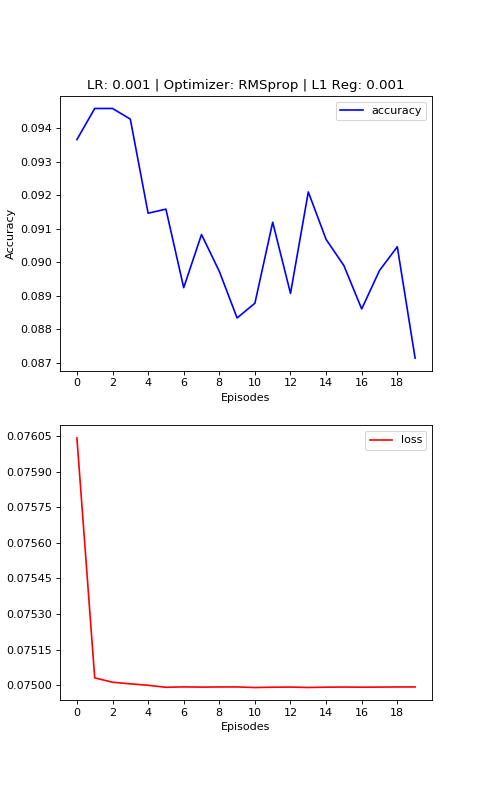 LR: 0.001 | Optimizer: RMSprop | L1 Reg: 0.001
accuracy
0.094
0.093
0.092
0.091
0.090
0.089
0.088
0.087
Accuracy
0 2 4 6 8 10 12 14 16 18
Episodes
loss
0.07605
0.07590
0.07575
0.07560
0.07545
0.07530
0.07515
0.07500
0 2 4 6 8 10 12 14 16 18
Episodes